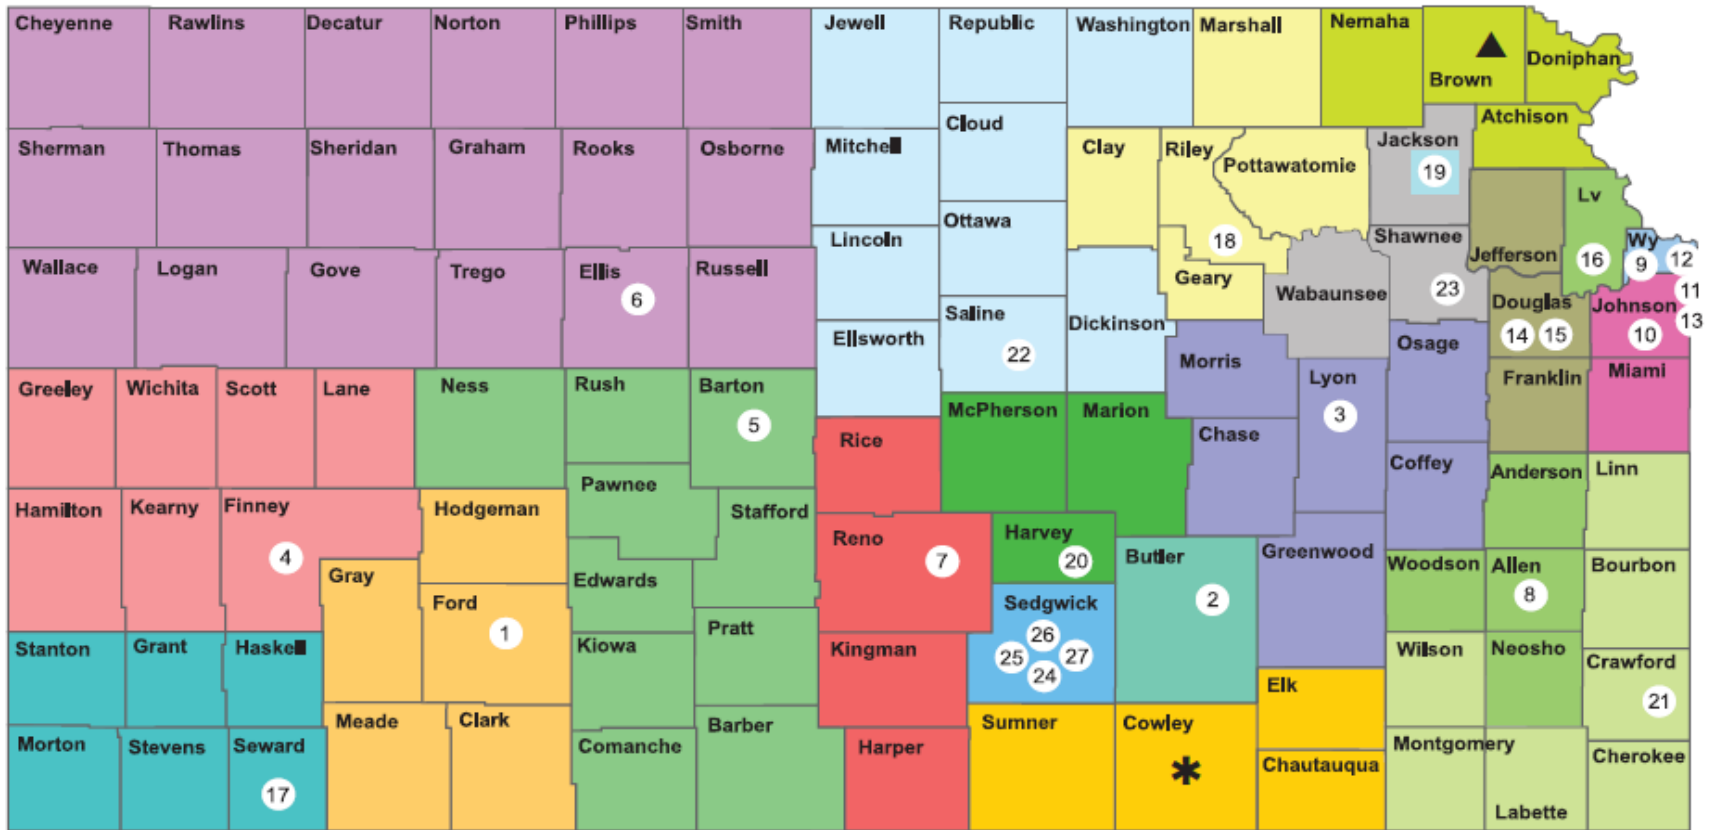 Cheyenne Rawlins Decatur Norton Phillips Smith Jewell Republic Washington Marshall Nemaha
Brown Doniphan
Atchison
Sherman Thomas Sheridan Graham Rooks Osborne Mitchell Cloud Clay Riley Pottawatomie Jackson
19
Lv
16
Wallace Logan Gove Trego Ellis Russell Lincoln Ottawa Geary Wabaunsee Shawnee Jefferson Wy
6
18
23
9
12
11
13
Saline Dickinson Douglas Johnson
22
14 15
10
Ellsworth Morris Osage
Greeley Wichita Scott Lane Ness Rush Barton McPherson Marion Lyon Franklin Miami
5
3
Rice Chase Coffey Anderson Linn
Hamilton Kearny Finney Hodgeman Pawnee Stafford
4
Reno Harvey Butler Greenwood Woodson Allen Bourbon
7
20
2
8
Gray Ford Edwards Sedgwick
1
26
25 27
24
Stanton Grant Haskell Kiowa Pratt Kingman Wilson Neosho Crawford
21
Elk
Meade Clark Barber Sumner Cowley
*
Morton Stevens Seward Comanche Harper Chautauqua Montgomery Cherokee
17
Labette